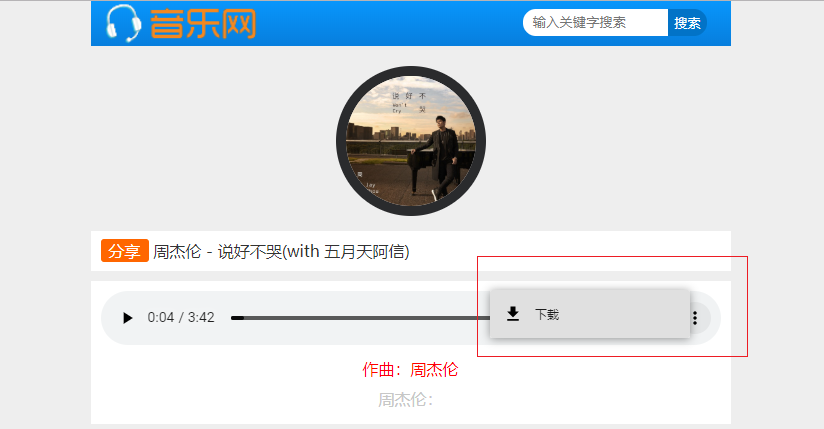 音乐网
输入关键字搜索 搜索
说 好 不 哭
Won't
Cry
周
Jay
分享 周杰伦 - 说好不哭(with 五月天阿信)
0:04 / 3:42
下载
作曲：周杰伦
周杰伦：